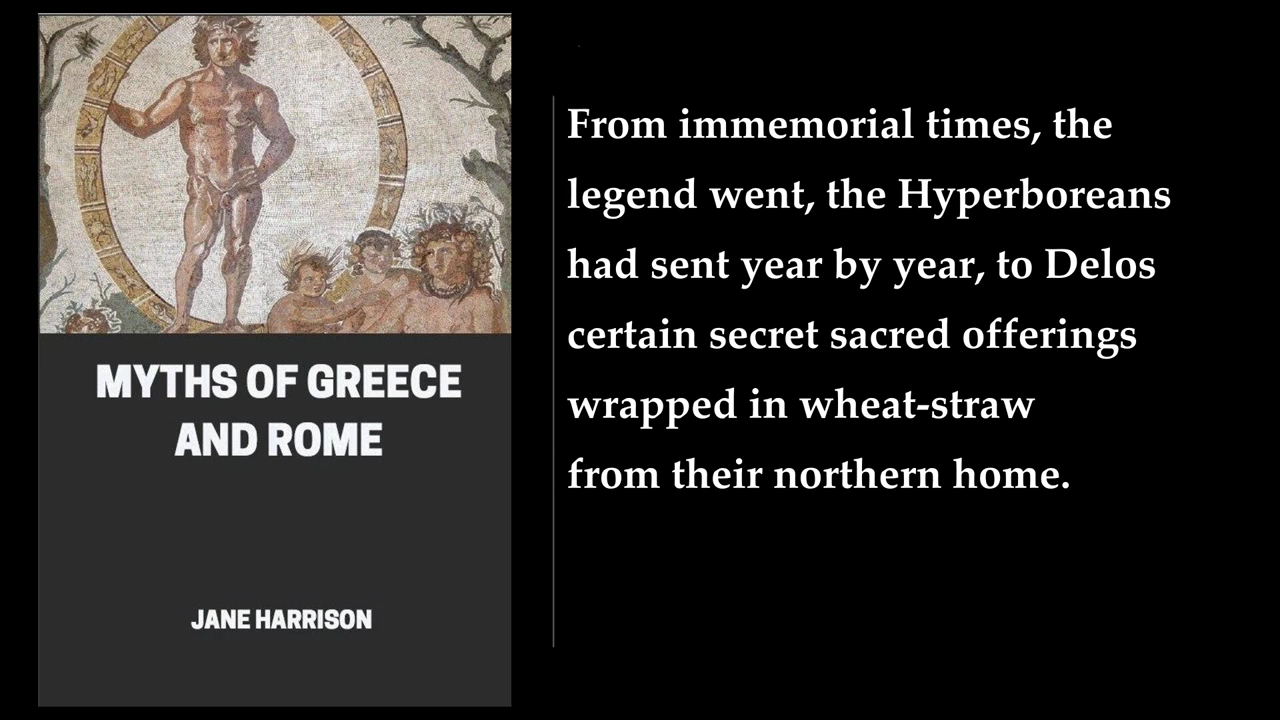 MYTHS OF GREECE
AND ROME
JANE HARRISON
From immemorial times, the
legend went, the Hyperboreans
had sent year by year, to Delos
certain secret sacred offerings
wrapped in wheat-straw
from their northern home.